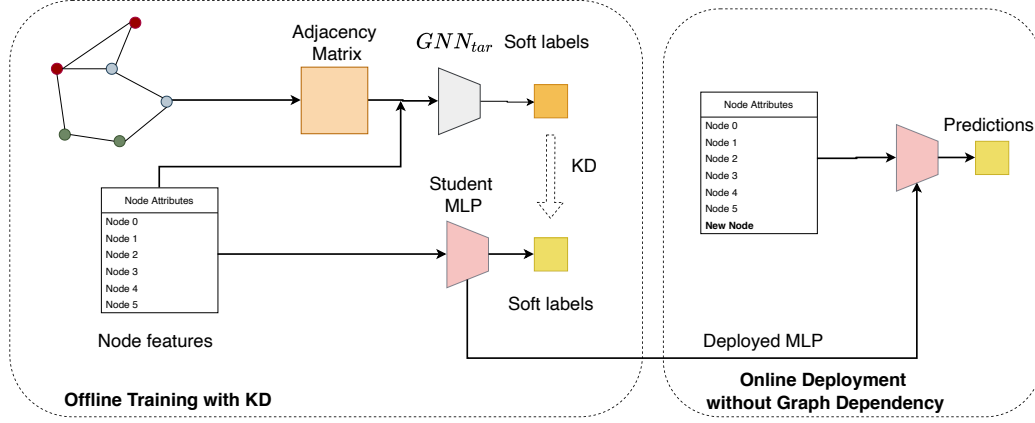 Adjacency
Matrix
GNN_tar
Soft labels
KD
Node Attributes
Node 0
Node 1
Node 2
Node 3
Node 4
Node 5
Node features
Student
MLP
Soft labels
Offline Training with KD
Node Attributes
Node 0
Node 1
Node 2
Node 3
Node 4
Node 5
New Node
Predictions
Deployed MLP
Online Deployment
without Graph Dependency